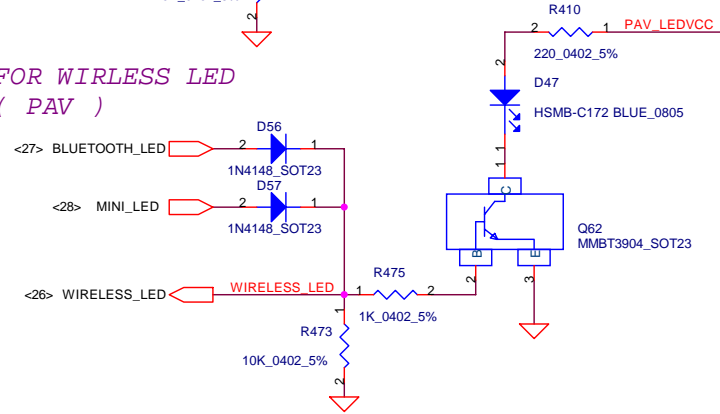 2
R410
2
1
PAV_LEDVCC
220_0402_5%
FOR WIRLESS LED
( PAV )
2
D47
HSMB-C172 BLUE_0805
1
1
D56
<27> BLUETOOTH_LED
2
1
1N4148_SOT23
D57
<28> MINI_LED
2
1
1N4148_SOT23
C
B
E
Q62
MMBT3904_SOT23
2
3
<26> WIRELESS_LED
WIRELESS_LED
R475
1
2
1K_0402_5%
1
R473
10K_0402_5%
2